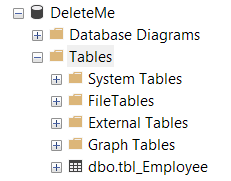 DeleteMe
Database Diagrams
Tables
System Tables
FileTables
External Tables
Graph Tables
dbo.tbl_Employee